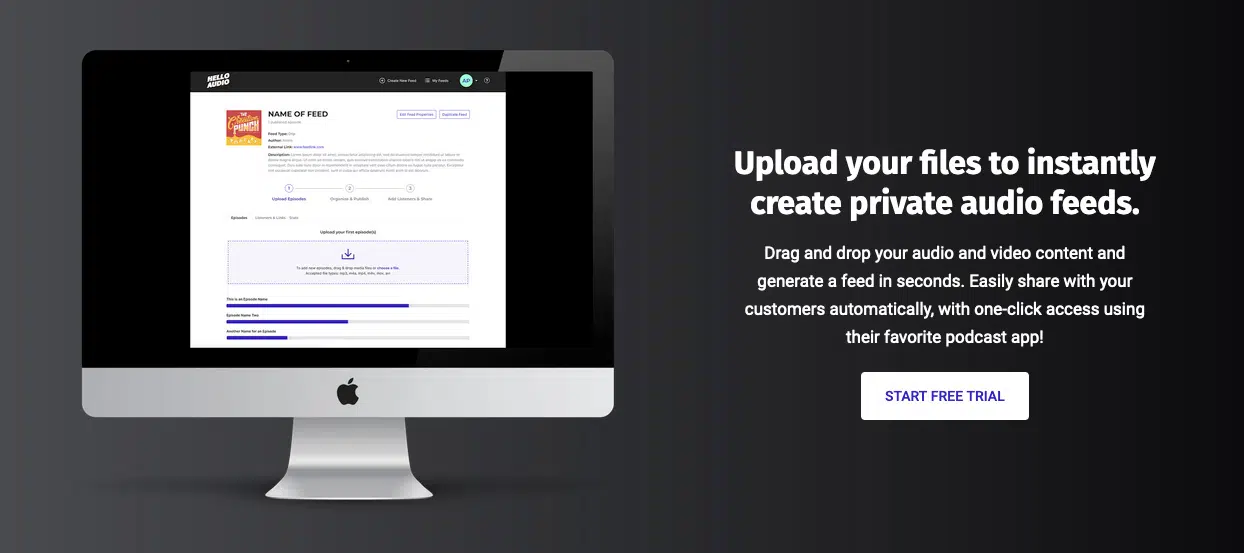 HELLO
AUDIO
Create New Feed
My Feeds
AP
?
THE
PUNCH
NAME OF FEED
Edit Feed Properties
Duplicate Feed
Feed Type:
Author:
External Link:
Description:
1
2
3
Upload Episodes
Organize & Publish
Add Listeners & Share
Episodes
Listeners & Links
Stats
Upload your first episode(s)
To add new episodes, drag & drop media files or choose a file.
This is an Episode Name
Episode Name Two
Another Name for an Episode
Upload your files to instantly
create private audio feeds.
Drag and drop your audio and video content and
generate a feed in seconds. Easily share with your
customers automatically, with one-click access using
their favorite podcast app!
START FREE TRIAL